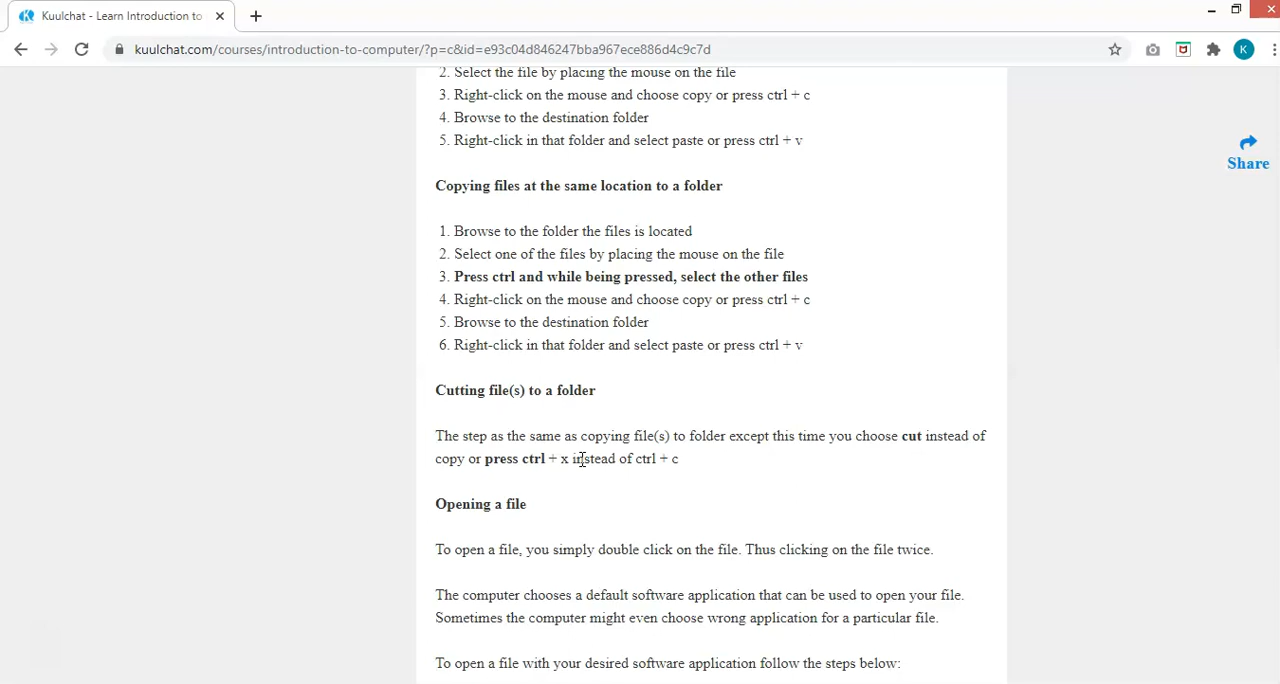 Kuulchat - Learn Introduction to
kuulchat.com/courses/introduction-to-computer/?p=c&id=e93c04d846247bba967ece886d4c9c7d
K
2. Select the file by placing the mouse on the file
3. Right-click on the mouse and choose copy or press ctrl + c
4. Browse to the destination folder
5. Right-click in that folder and select paste or press ctrl + v
Share
Copying files at the same location to a folder
1. Browse to the folder the files is located
2. Select one of the files by placing the mouse on the file
3. Press ctrl and while being pressed, select the other files
4. Right-click on the mouse and choose copy or press ctrl + c
5. Browse to the destination folder
6. Right-click in that folder and select paste or press ctrl + v
Cutting file(s) to a folder
The step as the same as copying file(s) to folder except this time you choose cut instead of
copy or press ctrl + x instead of ctrl + c
Opening a file
To open a file, you simply double click on the file. Thus clicking on the file twice.
The computer chooses a default software application that can be used to open your file.
Sometimes the computer might even choose wrong application for a particular file.
To open a file with your desired software application follow the steps below: